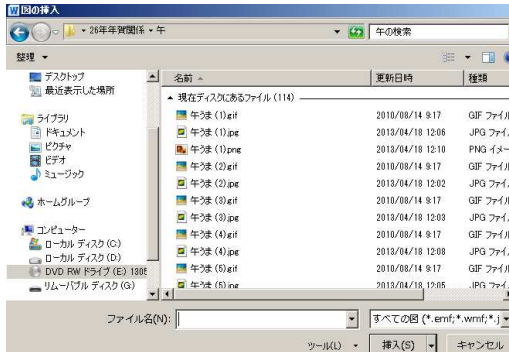 図の挿入
26年年賀関係 ▸ 午
午の検索
整理 ▼
デスクトップ
最近表示した場所
ライブラリ
ドキュメント
ピクチャ
ビデオ
ミュージック
ホームグループ
コンピューター
ローカル ディスク (C)
ローカル ディスク (D)
DVD RW ドライブ (E) 1305
リムーバブル ディスク (G)
名前 更新日時 種類
現在ディスクにあるファイル (114)
午うま (1).gif 2010/08/14 9:17 GIF ファイル
午うま (1).jpg 2013/04/18 12:06 JPG ファイ
午うま (1).png 2013/04/18 12:10 PNG イメー
午うま (2).gif 2010/08/14 9:17 GIF ファイル
午うま (2).jpg 2013/04/18 12:02 JPG ファイ
午うま (3).gif 2010/08/14 9:17 GIF ファイル
午うま (3).jpg 2013/04/18 12:03 JPG ファイ
午うま (4).gif 2010/08/14 9:17 GIF ファイル
午うま (4).jpg 2013/04/18 12:08 JPG ファイ
午うま (5).gif 2010/08/14 9:17 GIF ファイル
午うま (5).jpg 2013/04/18 12:05 JPG ファイ
ファイル名(N):
すべての図 (*.emf;*.wmf;*.j
ツール(L) 挿入(S) キャンセル